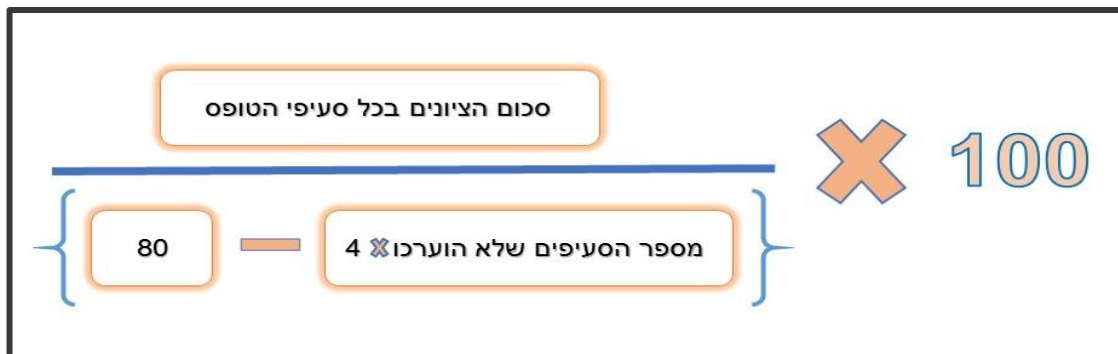 סכום הציונים בכל סעיפי הטופס
✖ 100
80 – מספר הסעיפים שלא הוערכו ✖ 4